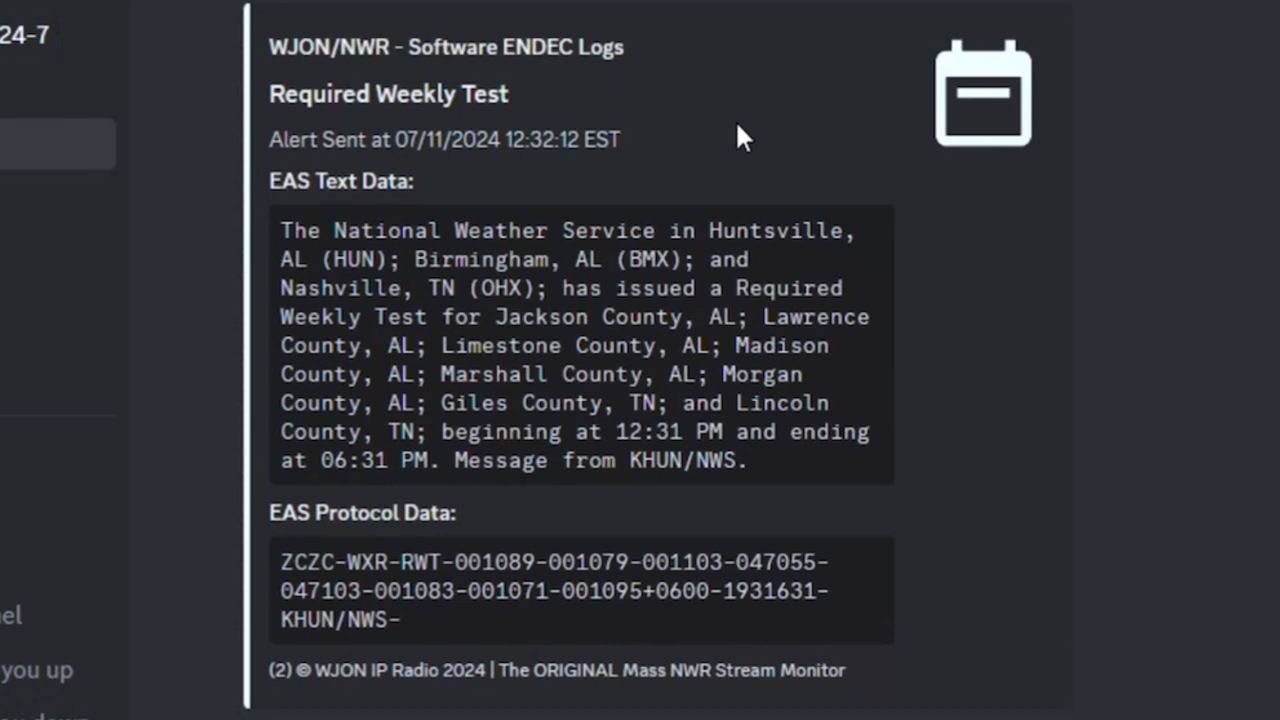 24-7
WJON/NWR - Software ENDEC Logs
Required Weekly Test
Alert Sent at 07/11/2024 12:32:12 EST
EAS Text Data:
The National Weather Service in Huntsville,
AL (HUN); Birmingham, AL (BMX); and
Nashville, TN (OHX); has issued a Required
Weekly Test for Jackson County, AL; Lawrence
County, AL; Limestone County, AL; Madison
County, AL; Marshall County, AL; Morgan
County, AL; Giles County, TN; and Lincoln
County, TN; beginning at 12:31 PM and ending
at 06:31 PM. Message from KHUN/NWS.
EAS Protocol Data:
ZCZC-WXR-RWT-001089-001079-001103-047055-
047103-001083-001071-001095+0600-1931631-
KHUN/NWS-
(2) © WJON IP Radio 2024 | The ORIGINAL Mass NWR Stream Monitor
you up